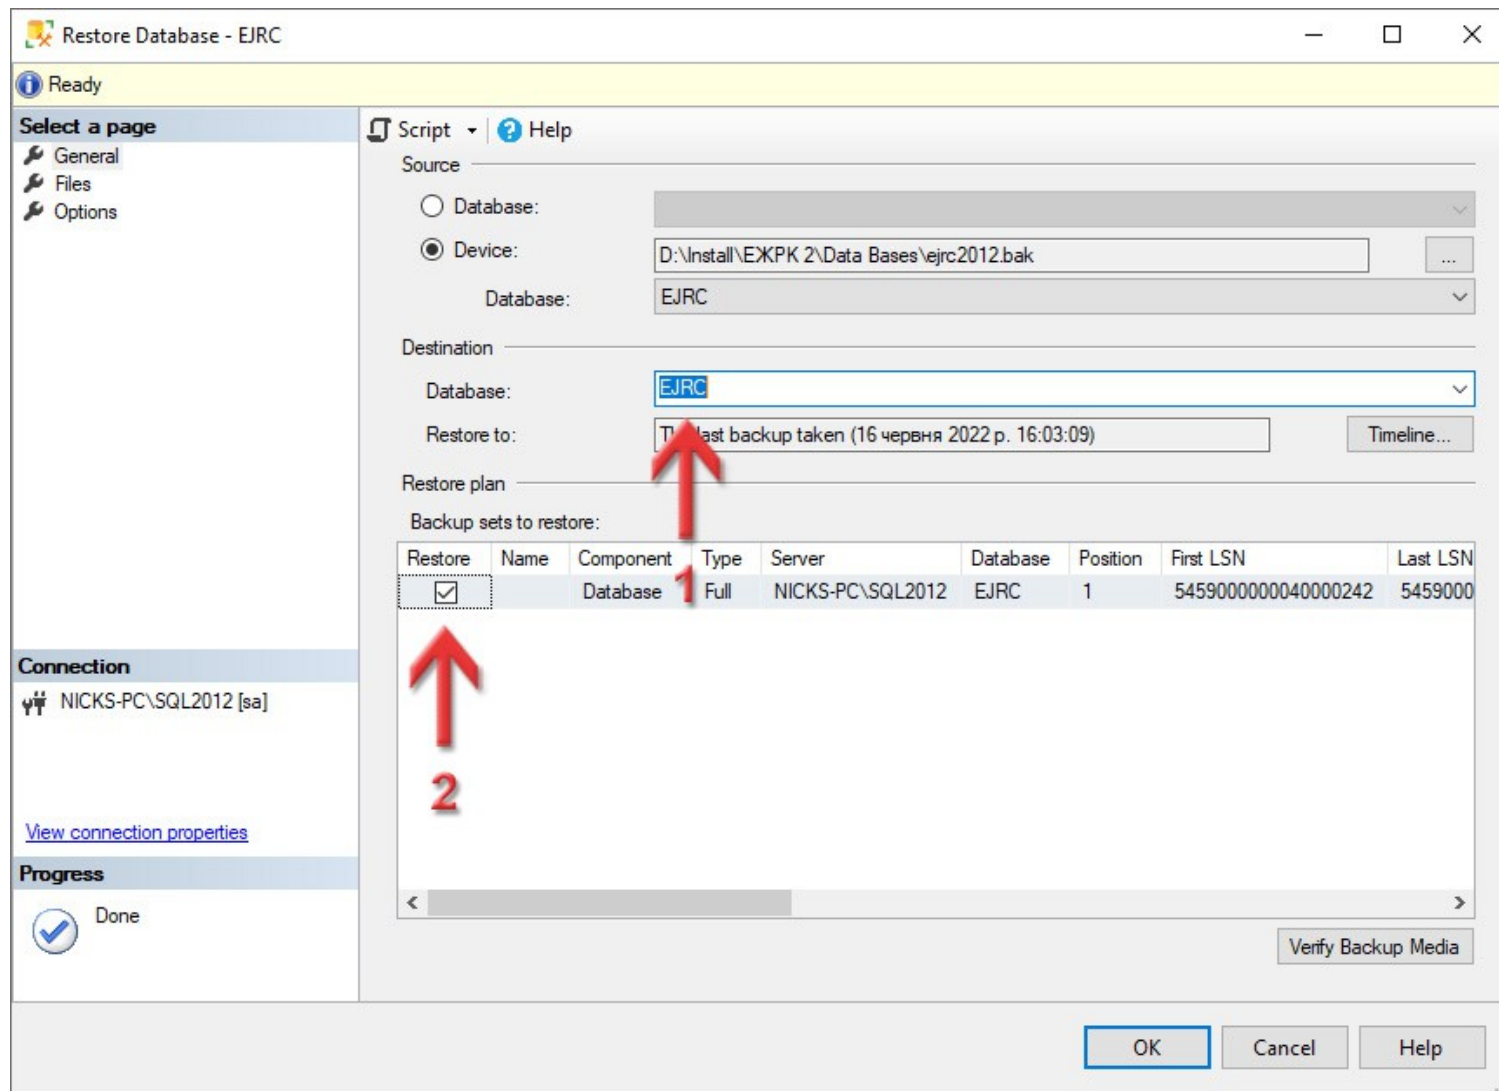 Restore Database - EJRC
Ready
Select a page
General
Files
Options
Script
Help
Source
Database:
Device:
D:\Install\ЕЖРК 2\Data Bases\ejrc2012.bak
...
Database:
EJRC
Destination
Database:
EJRC
Restore to:
last backup taken (16 червня 2022 р. 16:03:09)
Timeline...
Restore plan
Backup sets to restore:
Restore Name Component Type Server Database Position First LSN Last LSN
Database 1 Full NICKS-PC\SQL2012 EJRC 1 5459000000040000242 5459000
2
Connection
NICKS-PC\SQL2012 [sa]
View connection properties
Progress
Done
Verify Backup Media
OK Cancel Help